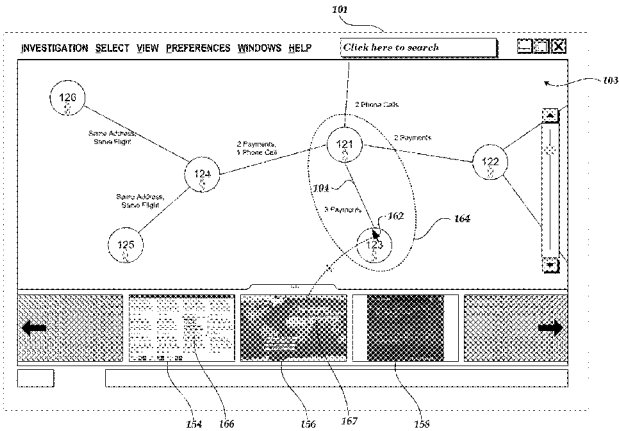 101
INVESTIGATION SELECT VIEW PREFERENCES WINDOWS HELP
Click here to search
103
126
2 Phone Calls
Same Address,
Same Flight
2 Payments,
1 Phone Call
121
2 Payments
122
124
104
Same Address,
Same Flight
3 Payments
162
164
125
123
154
166
156
167
158